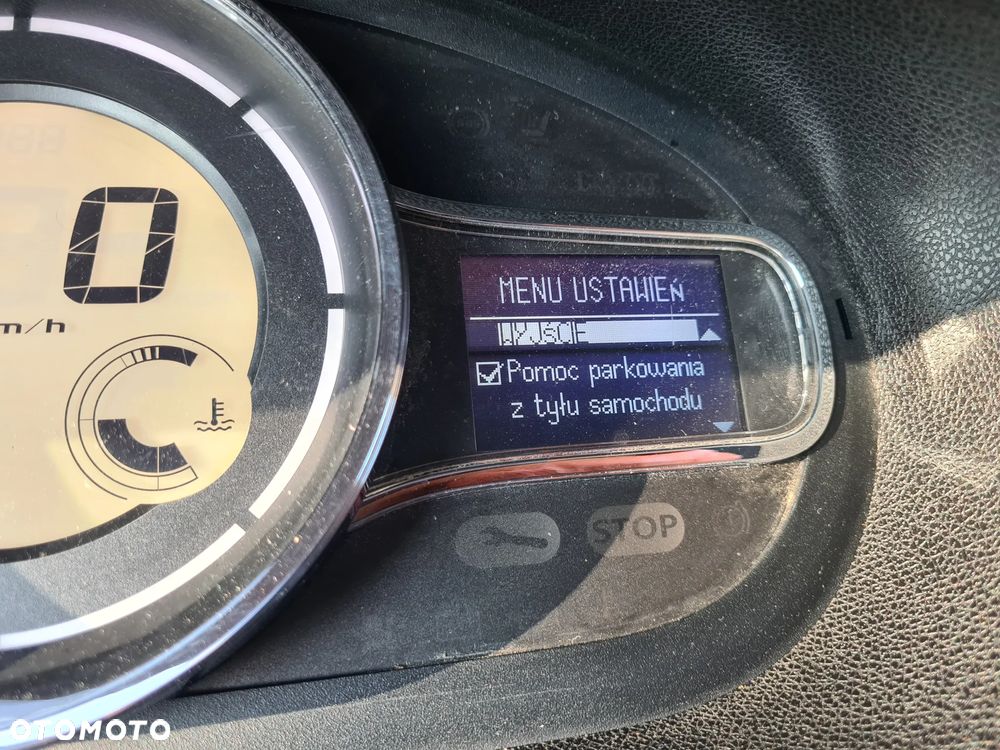 0
m/h
MENU USTAWIEń
WYJśCIE
Pomoc parkowania
z tyłu samochodu
STOP
OTOMOTO